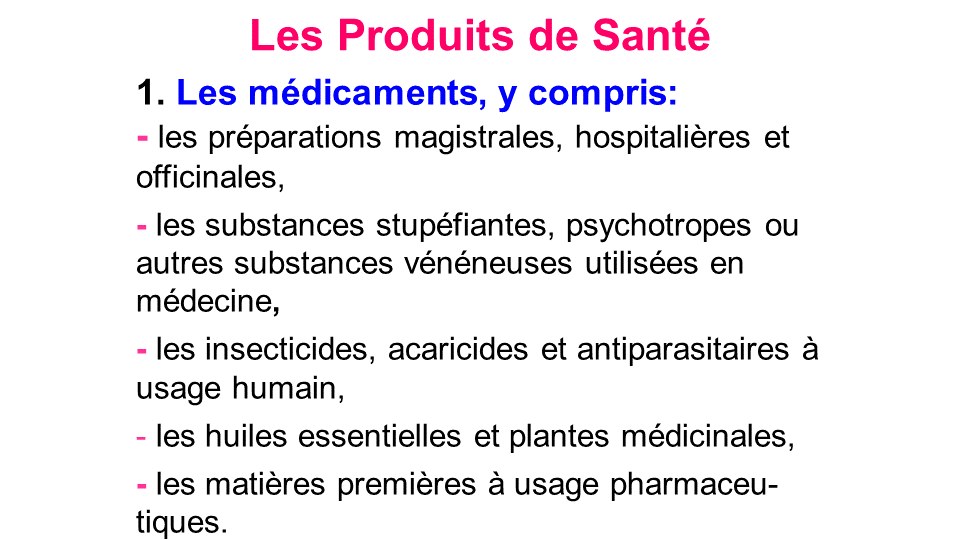 Les Produits de Santé
1. Les médicaments, y compris:
- les préparations magistrales, hospitalières et
officinales,
- les substances stupéfiantes, psychotropes ou
autres substances vénéneuses utilisées en
médecine,
- les insecticides, acaricides et antiparasitaires à
usage humain,
- les huiles essentielles et plantes médicinales,
- les matières premières à usage pharmaceu-
tiques.